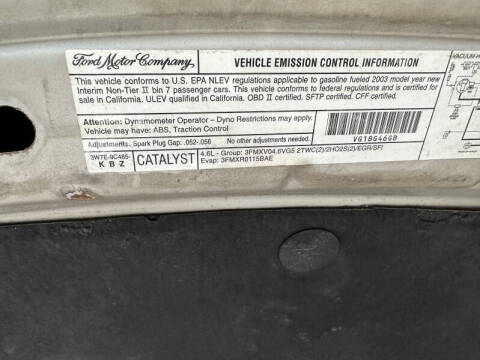 Ford Motor Company,
VEHICLE EMISSION CONTROL INFORMATION
This vehicle conforms to U.S. EPA NLEV regulations applicable to gasoline fueled 2003 model year new
Interim Non-Tier II bin 7 passenger cars. This vehicle conforms to federal regulations and is certified for
sale in California. ULEV qualified in California. OBD II certified. SFTP certified. CFF certified.
Attention: Dynamometer Operator – Dyno Restrictions may apply.
Vehicle may have: ABS, Traction Control
Adjustments: Spark Plug Gap: .052-.056
No other adjustments needed.
3W7E-9C485-
K B Z
CATALYST
4.6L - Group: 3FMXV04.6VG5 2TWC(2)/2HO2S(2)/EGR/SFI
Evap: 3FMXR0115BAE